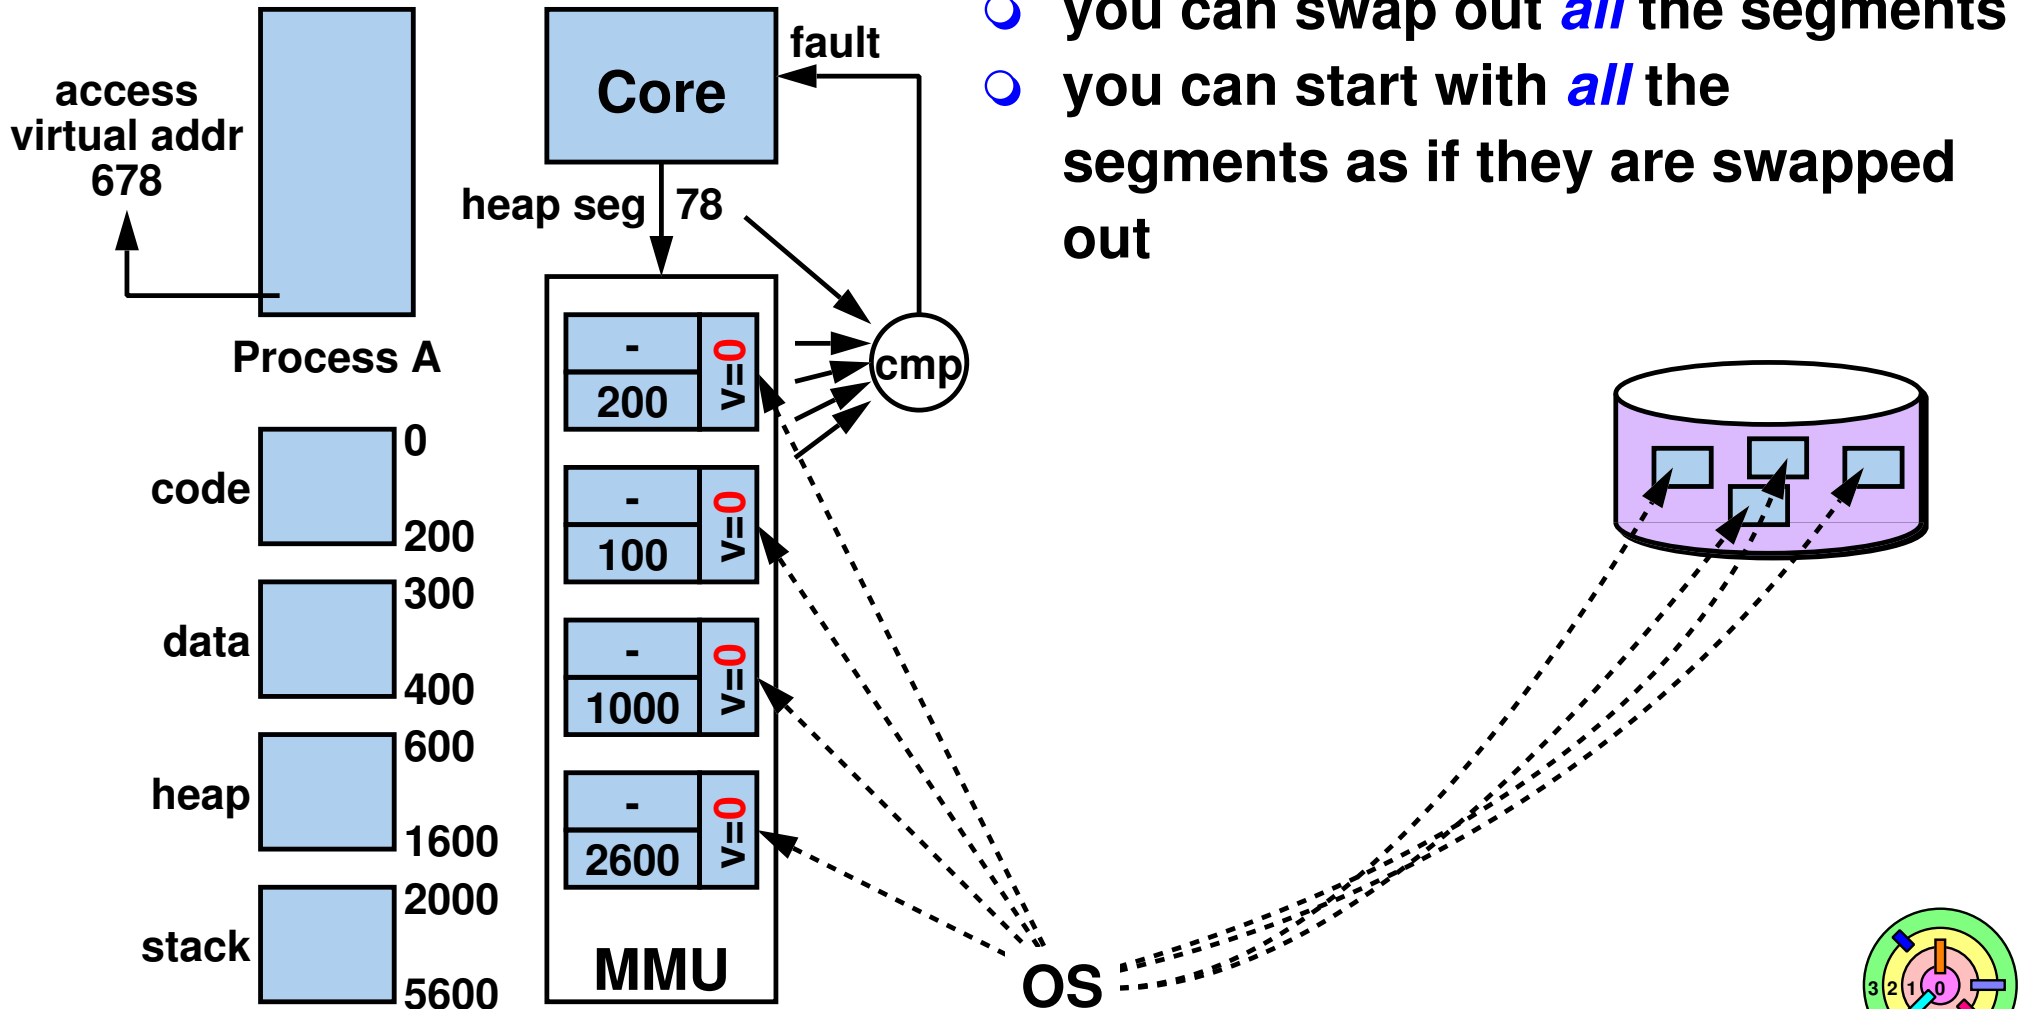 you can swap out all the segments
you can start with all the
segments as if they are swapped
out
access
virtual addr
678
Process A
Core
fault
heap seg 78
cmp
code
0
200
data
300
400
heap
600
1600
stack
2000
5600
-
200
v=0
-
100
v=0
-
1000
v=0
-
2600
v=0
MMU
OS
3 2 1 0